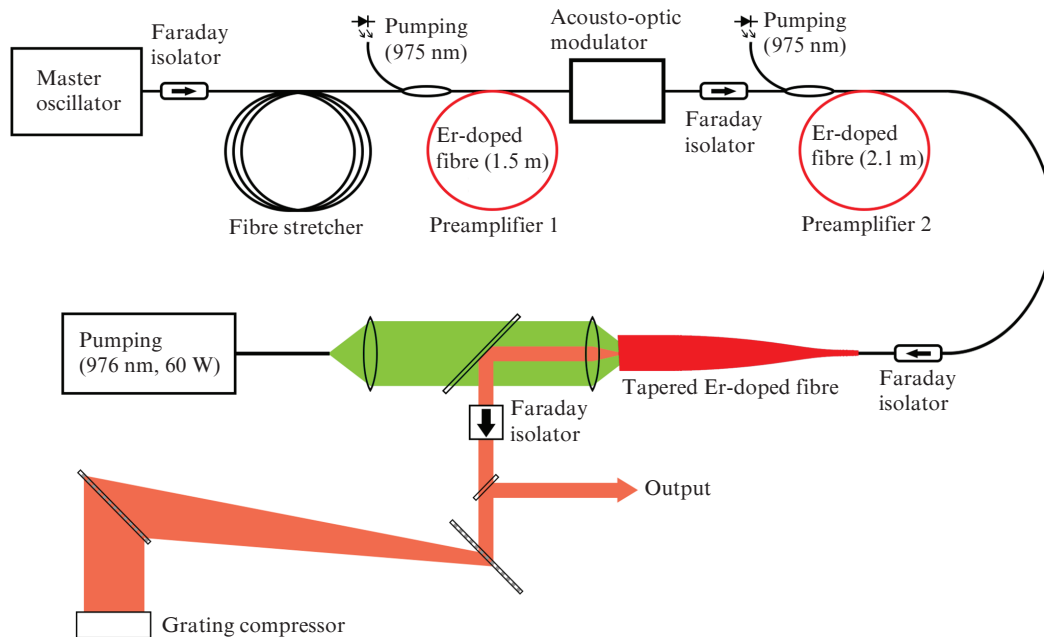 Master
oscillator
Faraday
isolator
Fibre stretcher
Pumping
(975 nm)
Er-doped
fibre (1.5 m)
Preamplifier 1
Acousto-optic
modulator
Faraday
isolator
Pumping
(975 nm)
Er-doped
fibre (2.1 m)
Preamplifier 2
Pumping
(976 nm, 60 W)
Tapered Er-doped fibre
Faraday
isolator
Faraday
isolator
Output
Grating compressor